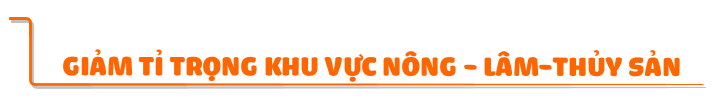 GIẢM TỈ TRỌNG KHU VỰC NÔNG - LÂM-THỦY SẢN